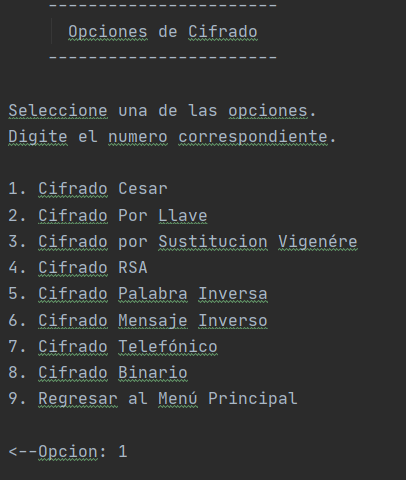 -----------------------
Opciones de Cifrado
-----------------------
Seleccione una de las opciones.
Digite el numero correspondiente.
1. Cifrado Cesar
2. Cifrado Por Llave
3. Cifrado por Sustitucion Vigenére
4. Cifrado RSA
5. Cifrado Palabra Inversa
6. Cifrado Mensaje Inverso
7. Cifrado Telefónico
8. Cifrado Binario
9. Regresar al Menú Principal
<--Opcion: 1